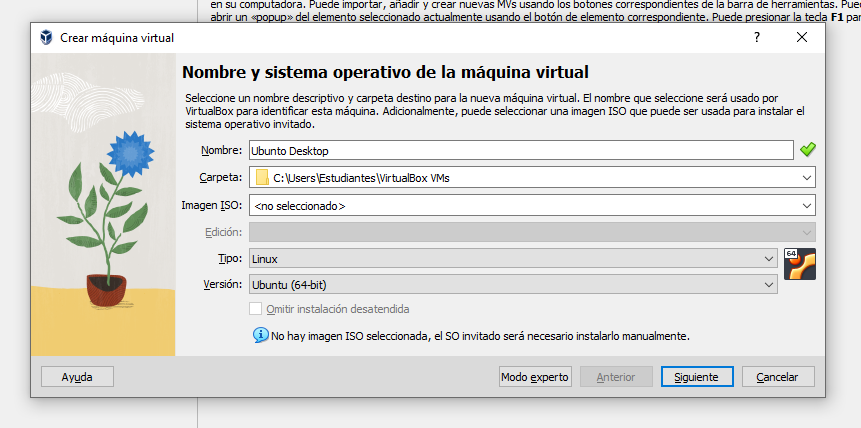 en su computadora. Puede importar, añadir y crear nuevas MVs usando los botones correspondientes de la barra de herramientas. Pue
abrir un «popup» del elemento seleccionado actualmente usando el botón de elemento correspondiente. Puede presionar la tecla F1 par
Crear máquina virtual
Nombre y sistema operativo de la máquina virtual
Seleccione un nombre descriptivo y carpeta destino para la nueva máquina virtual. El nombre que seleccione será usado por
VirtualBox para identificar esta máquina. Adicionalmente, puede seleccionar una imagen ISO que puede ser usada para instalar el
sistema operativo invitado.
Nombre: Ubunto Desktop
Carpeta: C:\Users\Estudiantes\VirtualBox VMs
Imagen ISO: <no seleccionado>
Edición:
Tipo: Linux
64
Versión: Ubuntu (64-bit)
Omitir instalación desatendida
No hay imagen ISO seleccionada, el SO invitado será necesario instalarlo manualmente.
Ayuda Modo experto Anterior Siguiente Cancelar